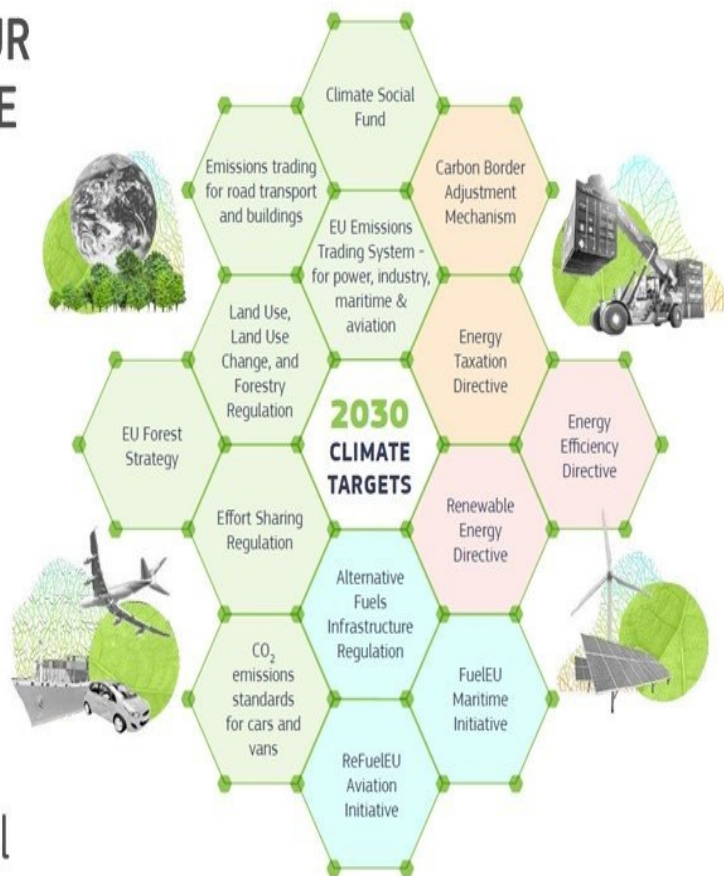 UR
E
Climate Social
Fund
Emissions trading
for road transport
and buildings
Carbon Border
Adjustment
Mechanism
EU Emissions
Trading System -
for power, industry,
maritime &
aviation
Land Use,
Land Use
Change, and
Forestry
Regulation
Energy
Taxation
Directive
2030
CLIMATE
TARGETS
EU Forest
Strategy
Energy
Efficiency
Directive
Effort Sharing
Regulation
Renewable
Energy
Directive
Alternative
Fuels
Infrastructure
Regulation
CO₂
emissions
standards
for cars and
vans
FuelEU
Maritime
Initiative
ReFuelEU
Aviation
Initiative
l